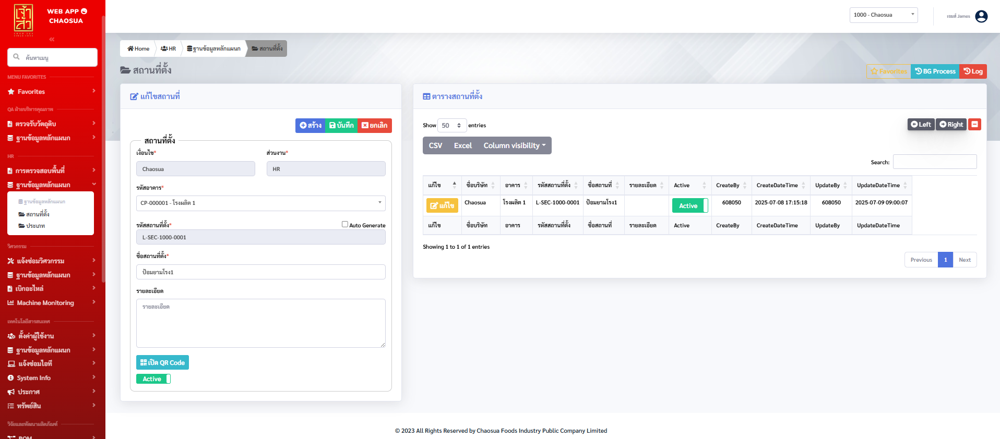 เจ้าสัว
CHAO SUA
SINCE 1958
WEB APP
CHAOSUA
ค้นหาเมนู
MENU FAVORITES
Favorites
QA ฝ่ายบริหารคุณภาพ
ตรวจรับวัตถุดิบ
ฐานข้อมูลหลักแผนก
HR
การตรวจสอบพื้นที่
ฐานข้อมูลหลักแผนก
ฐานข้อมูลหลักแผนก
สถานที่ตั้ง
ประเภท
วิศวกรรม
แจ้งซ่อมวิศวกรรม
ฐานข้อมูลหลักแผนก
เบิกอะไหล่
Machine Monitoring
เทคโนโลยีสารสนเทศ
ตั้งค่าผู้ใช้งาน
ฐานข้อมูลหลักแผนก
แจ้งซ่อมไอที
System Info
ประกาศ
ทรัพย์สิน
วิจัยและพัฒนาผลิตภัณฑ์
BOM
1000 - Chaosua
เจมส์ James
Home
HR
ฐานข้อมูลหลักแผนก
สถานที่ตั้ง
สถานที่ตั้ง
Favorites
BG Process
Log
แก้ไขสถานที่
สร้าง
บันทึก
ยกเลิก
สถานที่ตั้ง
เงื่อนไข*
ส่วนงาน*
Chaosua
HR
รหัสอาคาร*
CP-000001 - โรงผลิต 1
รหัสสถานที่ตั้ง*
Auto Generate
L-SEC-1000-0001
ชื่อสถานที่ตั้ง*
ป้อมยามโรง1
รายละเอียด
รายละเอียด
เปิด QR Code
Active
ตารางสถานที่ตั้ง
Show 50 entries
Left
Right
CSV
Excel
Column visibility
Search:
แก้ไข ชื่อบริษัท อาคาร รหัสสถานที่ตั้ง ชื่อสถานที่ รายละเอียด Active CreateBy CreateDateTime UpdateBy UpdateDateTime
แก้ไข Chaosua โรงผลิต 1 L-SEC-1000-0001 ป้อมยามโรง1 Active 608050 2025-07-08 17:15:18 608050 2025-07-09 09:00:07
แก้ไข ชื่อบริษัท อาคาร รหัสสถานที่ตั้ง ชื่อสถานที่ รายละเอียด Active CreateBy CreateDateTime UpdateBy UpdateDateTime
Showing 1 to 1 of 1 entries
Previous
1
Next
© 2023 All Rights Reserved by Chaosua Foods Industry Public Company Limited